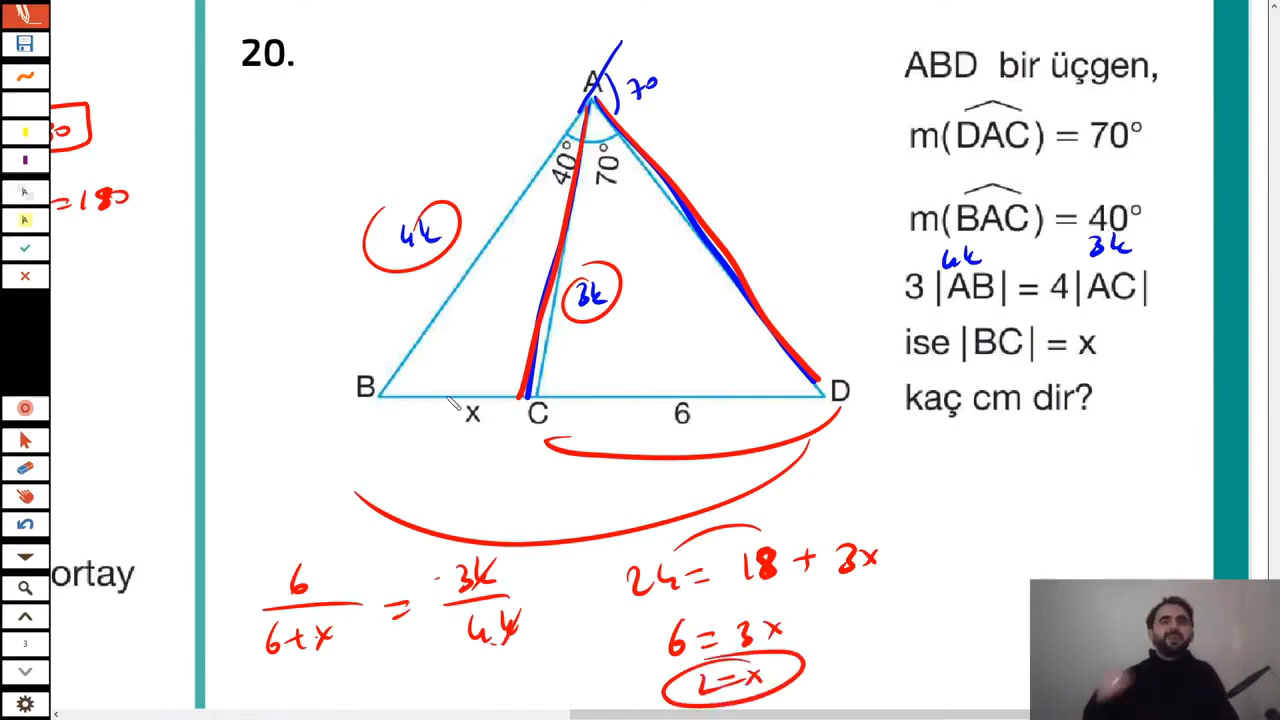 20.
ABD bir üçgen,
m(DAC) = 70°
m(BAC) = 40°
4k 3k
3 |AB| = 4|AC|
ise |BC| = x
kaç cm dir?
A
70
40° 70°
4k
3k
B
x
C
6
D
= 180
ortay
6/(6+x) = 3k/4k
24 = 18 + 3x
6 = 3x
2 = x
3